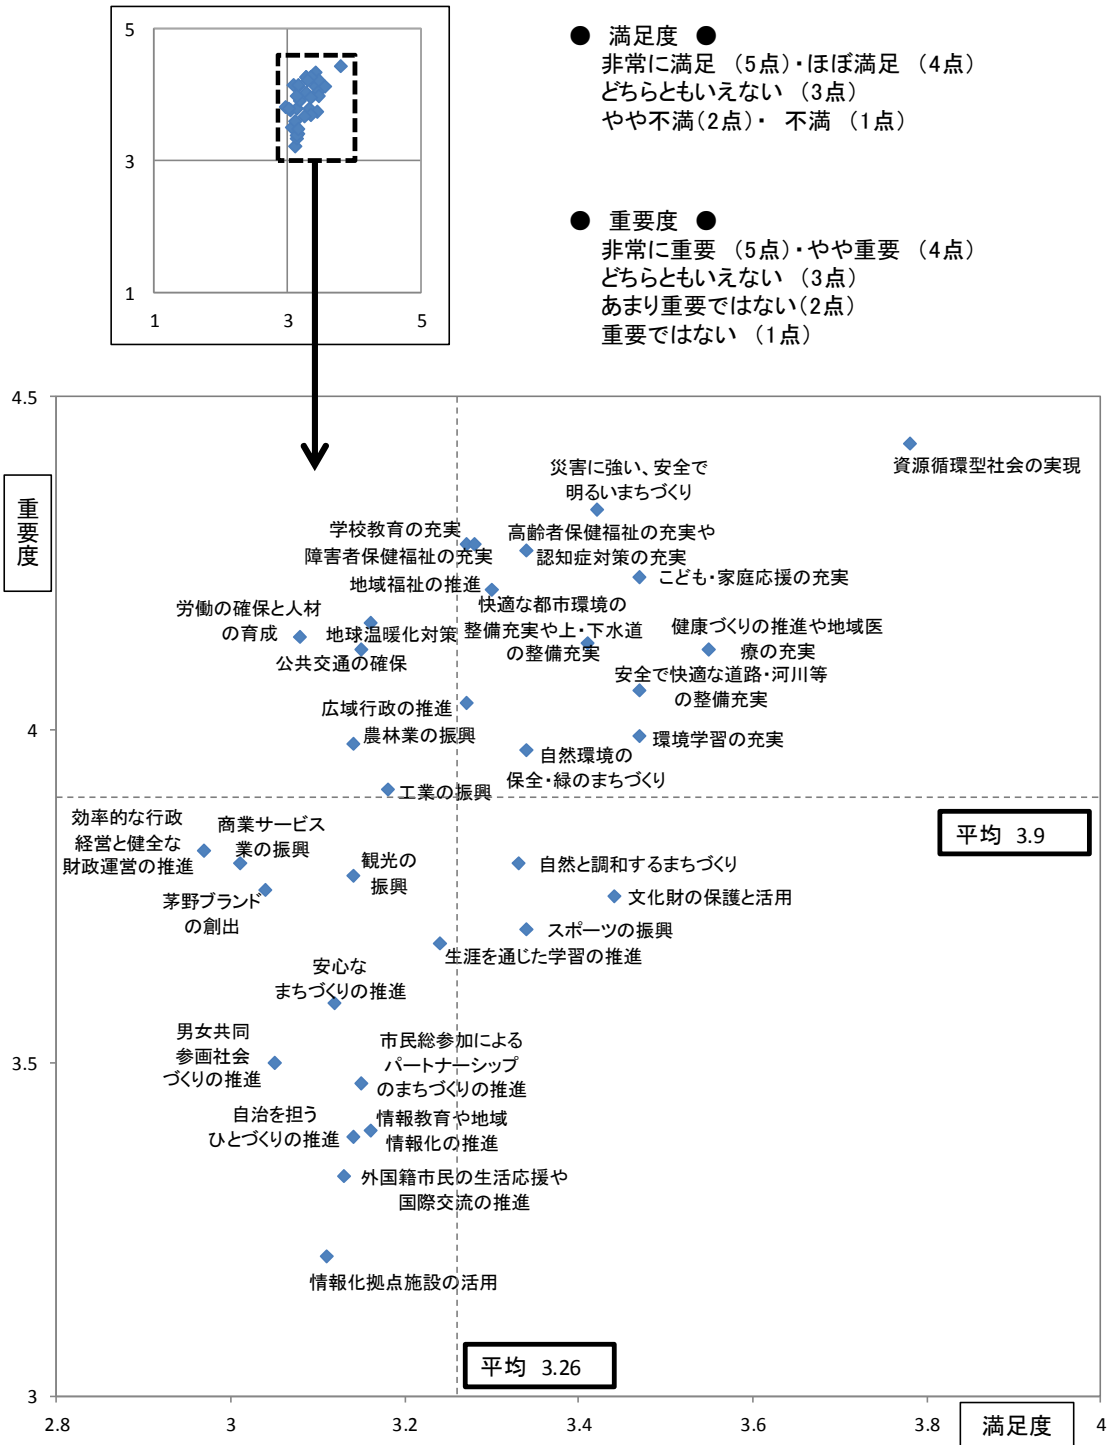 5
3
1
1
3
5
● 満足度 ●
非常に満足 （5点）・ほぼ満足 （4点）
どちらともいえない （3点）
やや不満（2点）・ 不満 （1点）
● 重要度 ●
非常に重要 （5点）・やや重要 （4点）
どちらともいえない （3点）
あまり重要ではない（2点）
重要ではない （1点）
4.5
重要度
資源循環型社会の実現
災害に強い、安全で
明るいまちづくり
学校教育の充実
障害者保健福祉の充実
高齢者保健福祉の充実や
認知症対策の充実
地域福祉の推進
こども・家庭応援の充実
労働の確保と人材
の育成
地球温暖化対策
公共交通の確保
快適な都市環境の
整備充実や上・下水道
の整備充実
健康づくりの推進や地域医
療の充実
安全で快適な道路・河川等
の整備充実
広域行政の推進
4
農林業の振興
環境学習の充実
自然環境の
保全・緑のまちづくり
工業の振興
平均 3.9
効率的な行政
経営と健全な
財政運営の推進
商業サービス
業の振興
観光の
振興
自然と調和するまちづくり
茅野ブランド
の創出
文化財の保護と活用
スポーツの振興
生涯を通じた学習の推進
安心な
まちづくりの推進
3.5
男女共同
参画社会
づくりの推進
市民総参加による
パートナーシップ
のまちづくりの推進
自治を担う
ひとづくりの推進
情報教育や地域
情報化の推進
外国籍市民の生活応援や
国際交流の推進
情報化拠点施設の活用
平均 3.26
3
2.8
3
3.2
3.4
3.6
3.8
満足度
4